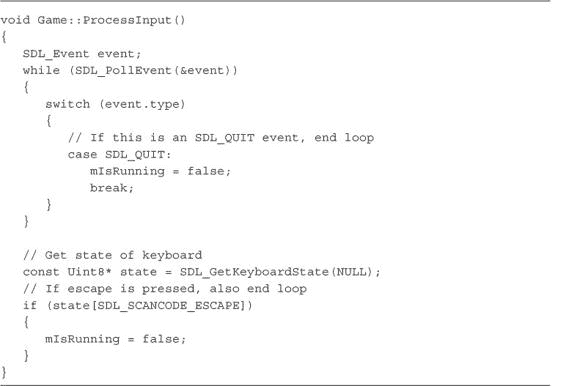 void Game::ProcessInput()
{
   SDL_Event event;
   while (SDL_PollEvent(&event))
   {
      switch (event.type)
      {
         // If this is an SDL_QUIT event, end loop
         case SDL_QUIT:
            mIsRunning = false;
            break;
      }
   }

   // Get state of keyboard
   const Uint8* state = SDL_GetKeyboardState(NULL);
   // If escape is pressed, also end loop
   if (state[SDL_SCANCODE_ESCAPE])
   {
      mIsRunning = false;
   }
}